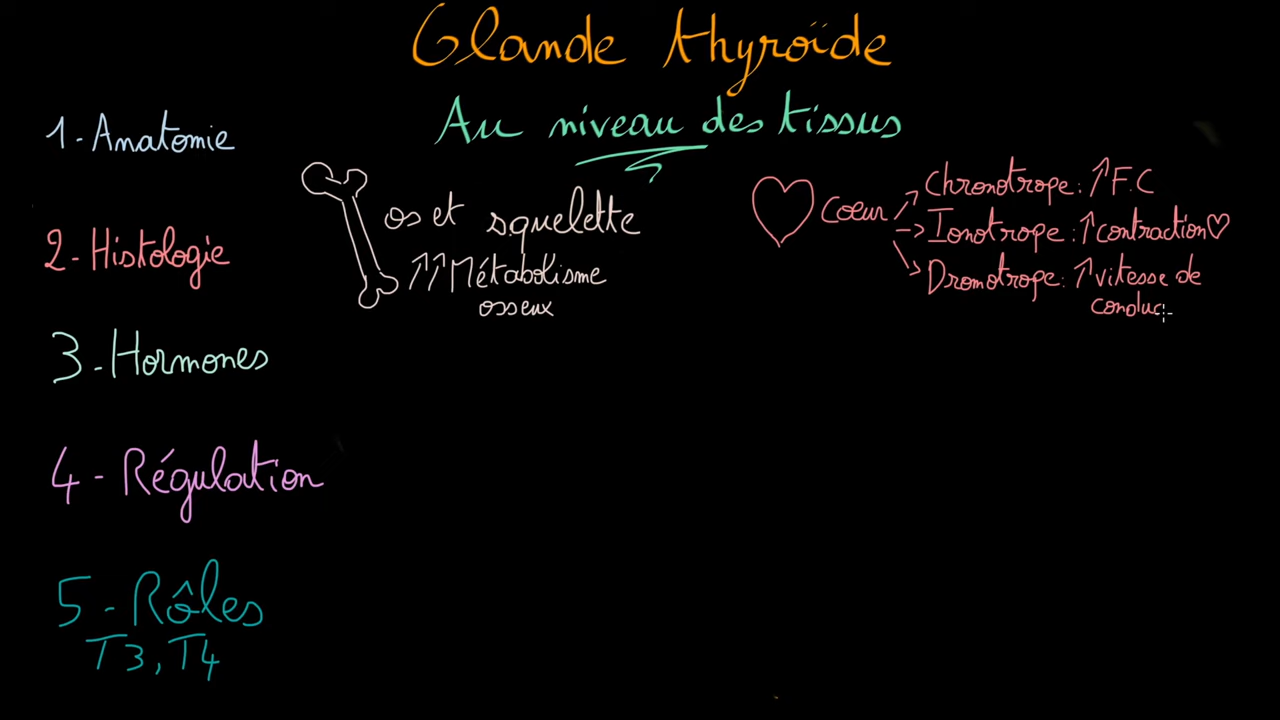 Glande thyroïde
Au niveau des tissus
1-Anatomie
2-Histologie
3-Hormones
4-Régulation
5-Rôles
T3, T4
os et squelette
↑↑Métabolisme
osseux
Coeur
Chronotrope: ↑F.C
Ionotrope: ↑contraction♡
Dromotrope: ↑vitesse de
conduc